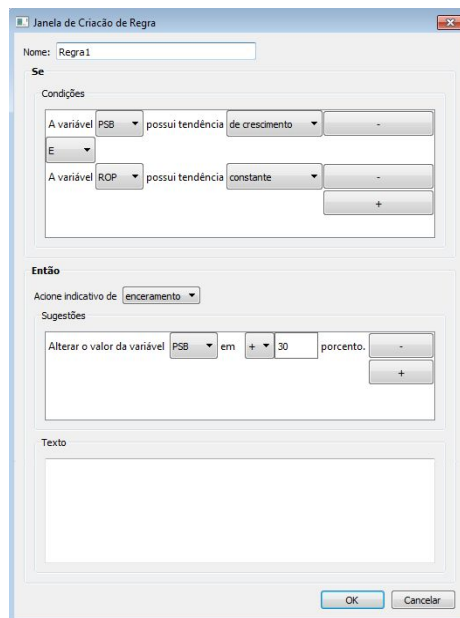 Janela de Criacão de Regra
Nome: Regra1
Se
Condições
A variável PSB possui tendência de crescimento -
E
A variável ROP possui tendência constante -
+
Então
Acione indicativo de enceramento
Sugestões
Alterar o valor da variável PSB em + 30 porcento. -
+
Texto
OK Cancelar